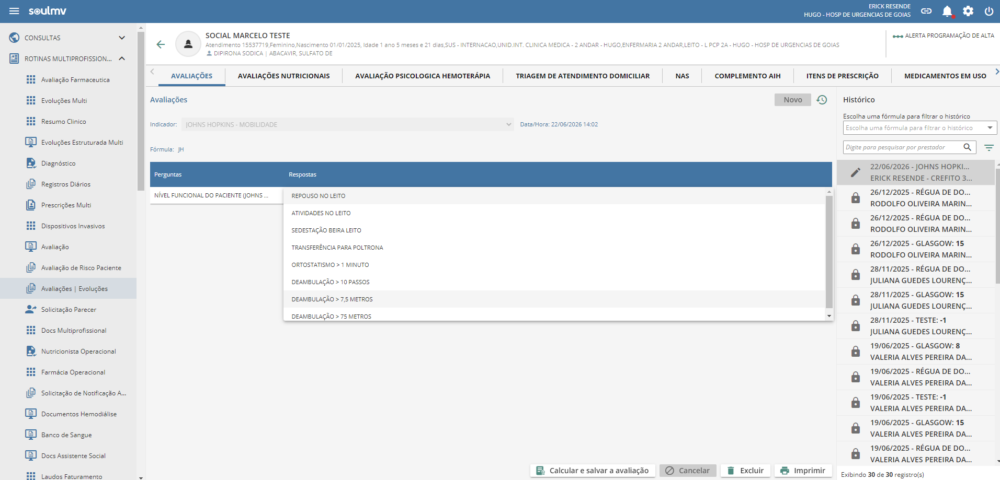 soulmv
ERICK RESENDE
HUGO - HOSP DE URGENCIAS DE GOIAS
CONSULTAS
ROTINAS MULTIPROFISSION...
Avaliação Farmaceutica
Evoluções Multi
Resumo Clinico
Evoluções Estruturada Multi
Diagnóstico
Registros Diários
Prescrições Multi
Dispositivos Invasivos
Avaliação
Avaliação de Risco Paciente
Avaliações | Evoluções
Solicitação Parecer
Docs Multiprofissional
Nutricionista Operacional
Farmácia Operacional
Solicitação de Notificação A...
Documentos Hemodiálise
Banco de Sangue
Docs Assistente Social
Laudos Faturamento
SOCIAL MARCELO TESTE
Atendimento 15537719,Feminino,Nascimento 01/01/2025, Idade 1 ano 5 meses e 21 dias,SUS - INTERNACAO,UNID.INT. CLINICA MEDICA - 2 ANDAR - HUGO,ENFERMARIA 2 ANDAR,LEITO - L PCP 2A - HUGO - HOSP DE URGENCIAS DE GOIAS
DIPIRONA SODICA | ABACAVIR, SULFATO DE
ALERTA PROGRAMAÇÃO DE ALTA
AVALIAÇÕES
AVALIAÇÕES NUTRICIONAIS
AVALIAÇÃO PSICOLOGICA HEMOTERÁPIA
TRIAGEM DE ATENDIMENTO DOMICILIAR
NAS
COMPLEMENTO AIH
ITENS DE PRESCRIÇÃO
MEDICAMENTOS EM USO
Avaliações
Novo
Indicador: JOHNS HOPKINS - MOBILIDADE
Data/Hora: 22/06/2026 14:02
Fórmula: JH
Perguntas
Respostas
NÍVEL FUNCIONAL DO PACIENTE (JOHNS ...
REPOUSO NO LEITO
ATIVIDADES NO LEITO
SEDESTAÇÃO BEIRA LEITO
TRANSFERÊNCIA PARA POLTRONA
ORTOSTATISMO > 1 MINUTO
DEAMBULAÇÃO > 10 PASSOS
DEAMBULAÇÃO > 7,5 METROS
DEAMBULAÇÃO > 75 METROS
Calcular e salvar a avaliação
Cancelar
Excluir
Imprimir
Histórico
Escolha uma fórmula para filtrar o histórico
Escolha uma fórmula para filtrar o histórico
Digite para pesquisar por prestador
22/06/2026 - JOHNS HOPKI...
ERICK RESENDE - CREFITO 3...
26/12/2025 - RÉGUA DE DO...
RODOLFO OLIVEIRA MARIN...
26/12/2025 - RÉGUA DE DO...
RODOLFO OLIVEIRA MARIN...
26/12/2025 - GLASGOW: 15
RODOLFO OLIVEIRA MARIN...
28/11/2025 - RÉGUA DE DO...
JULIANA GUEDES LOURENÇ...
28/11/2025 - GLASGOW: 15
JULIANA GUEDES LOURENÇ...
28/11/2025 - TESTE: -1
JULIANA GUEDES LOURENÇ...
19/06/2025 - GLASGOW: 8
VALERIA ALVES PEREIRA DA...
19/06/2025 - RÉGUA DE DO...
VALERIA ALVES PEREIRA DA...
19/06/2025 - TESTE: -1
VALERIA ALVES PEREIRA DA...
19/06/2025 - GLASGOW: 15
VALERIA ALVES PEREIRA DA...
19/06/2025 - RÉGUA DE DO...
VALERIA ALVES PEREIRA DA...
Exibindo 30 de 30 registro(s)